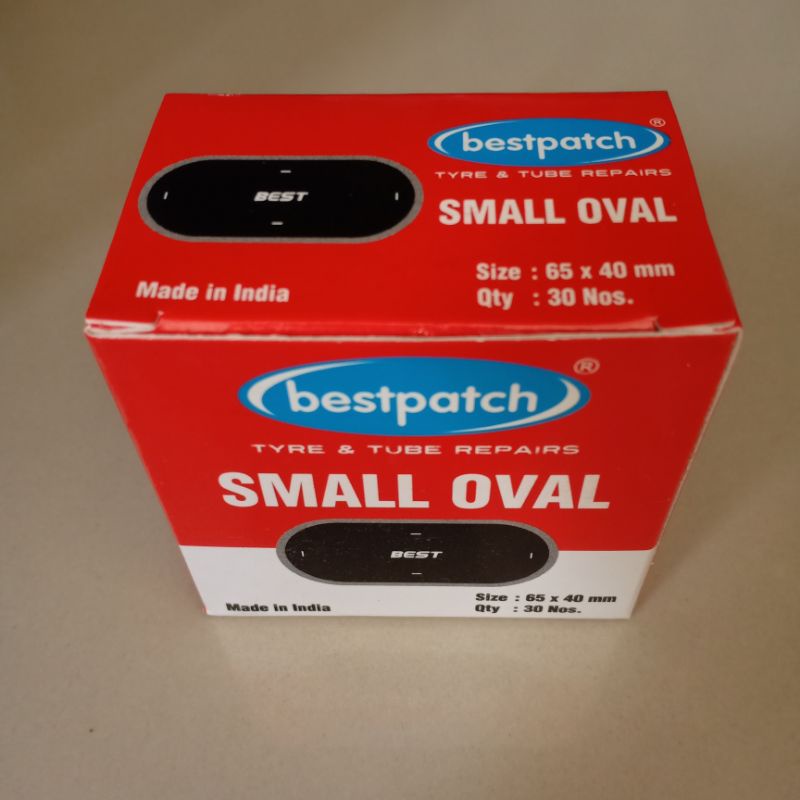 bestpatch®
TYRE & TUBE REPAIRS
SMALL OVAL
BEST
Size : 65 x 40 mm
Qty : 30 Nos.
Made in India
bestpatch®
TYRE & TUBE REPAIRS
SMALL OVAL
BEST
Size : 65 x 40 mm
Qty : 30 Nos.
Made in India